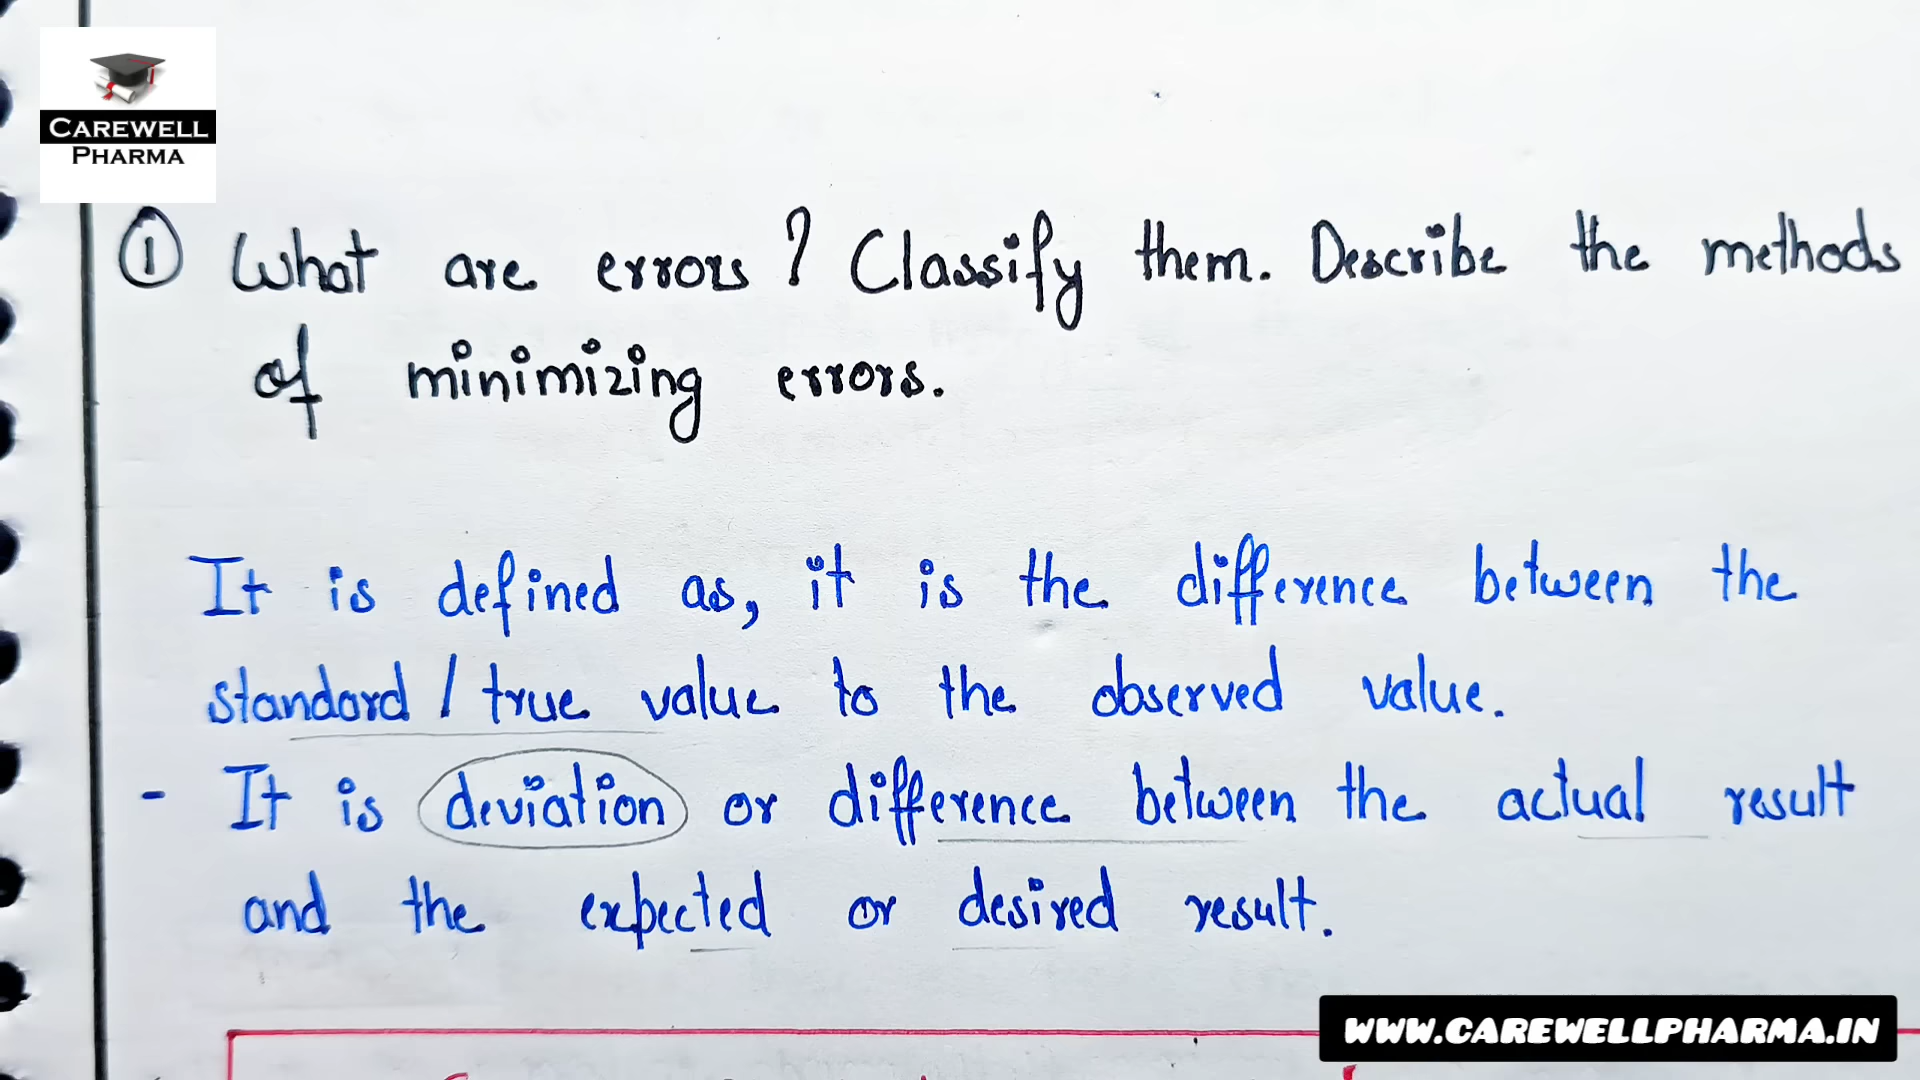 CAREWELL
PHARMA
① What are errors? Classify them. Describe the methods
of minimizing errors.
It is defined as, it is the difference between the
standard / true value to the observed value.
- It is deviation or difference between the actual result
and the expected or desired result.
WWW.CAREWELLPHARMA.IN